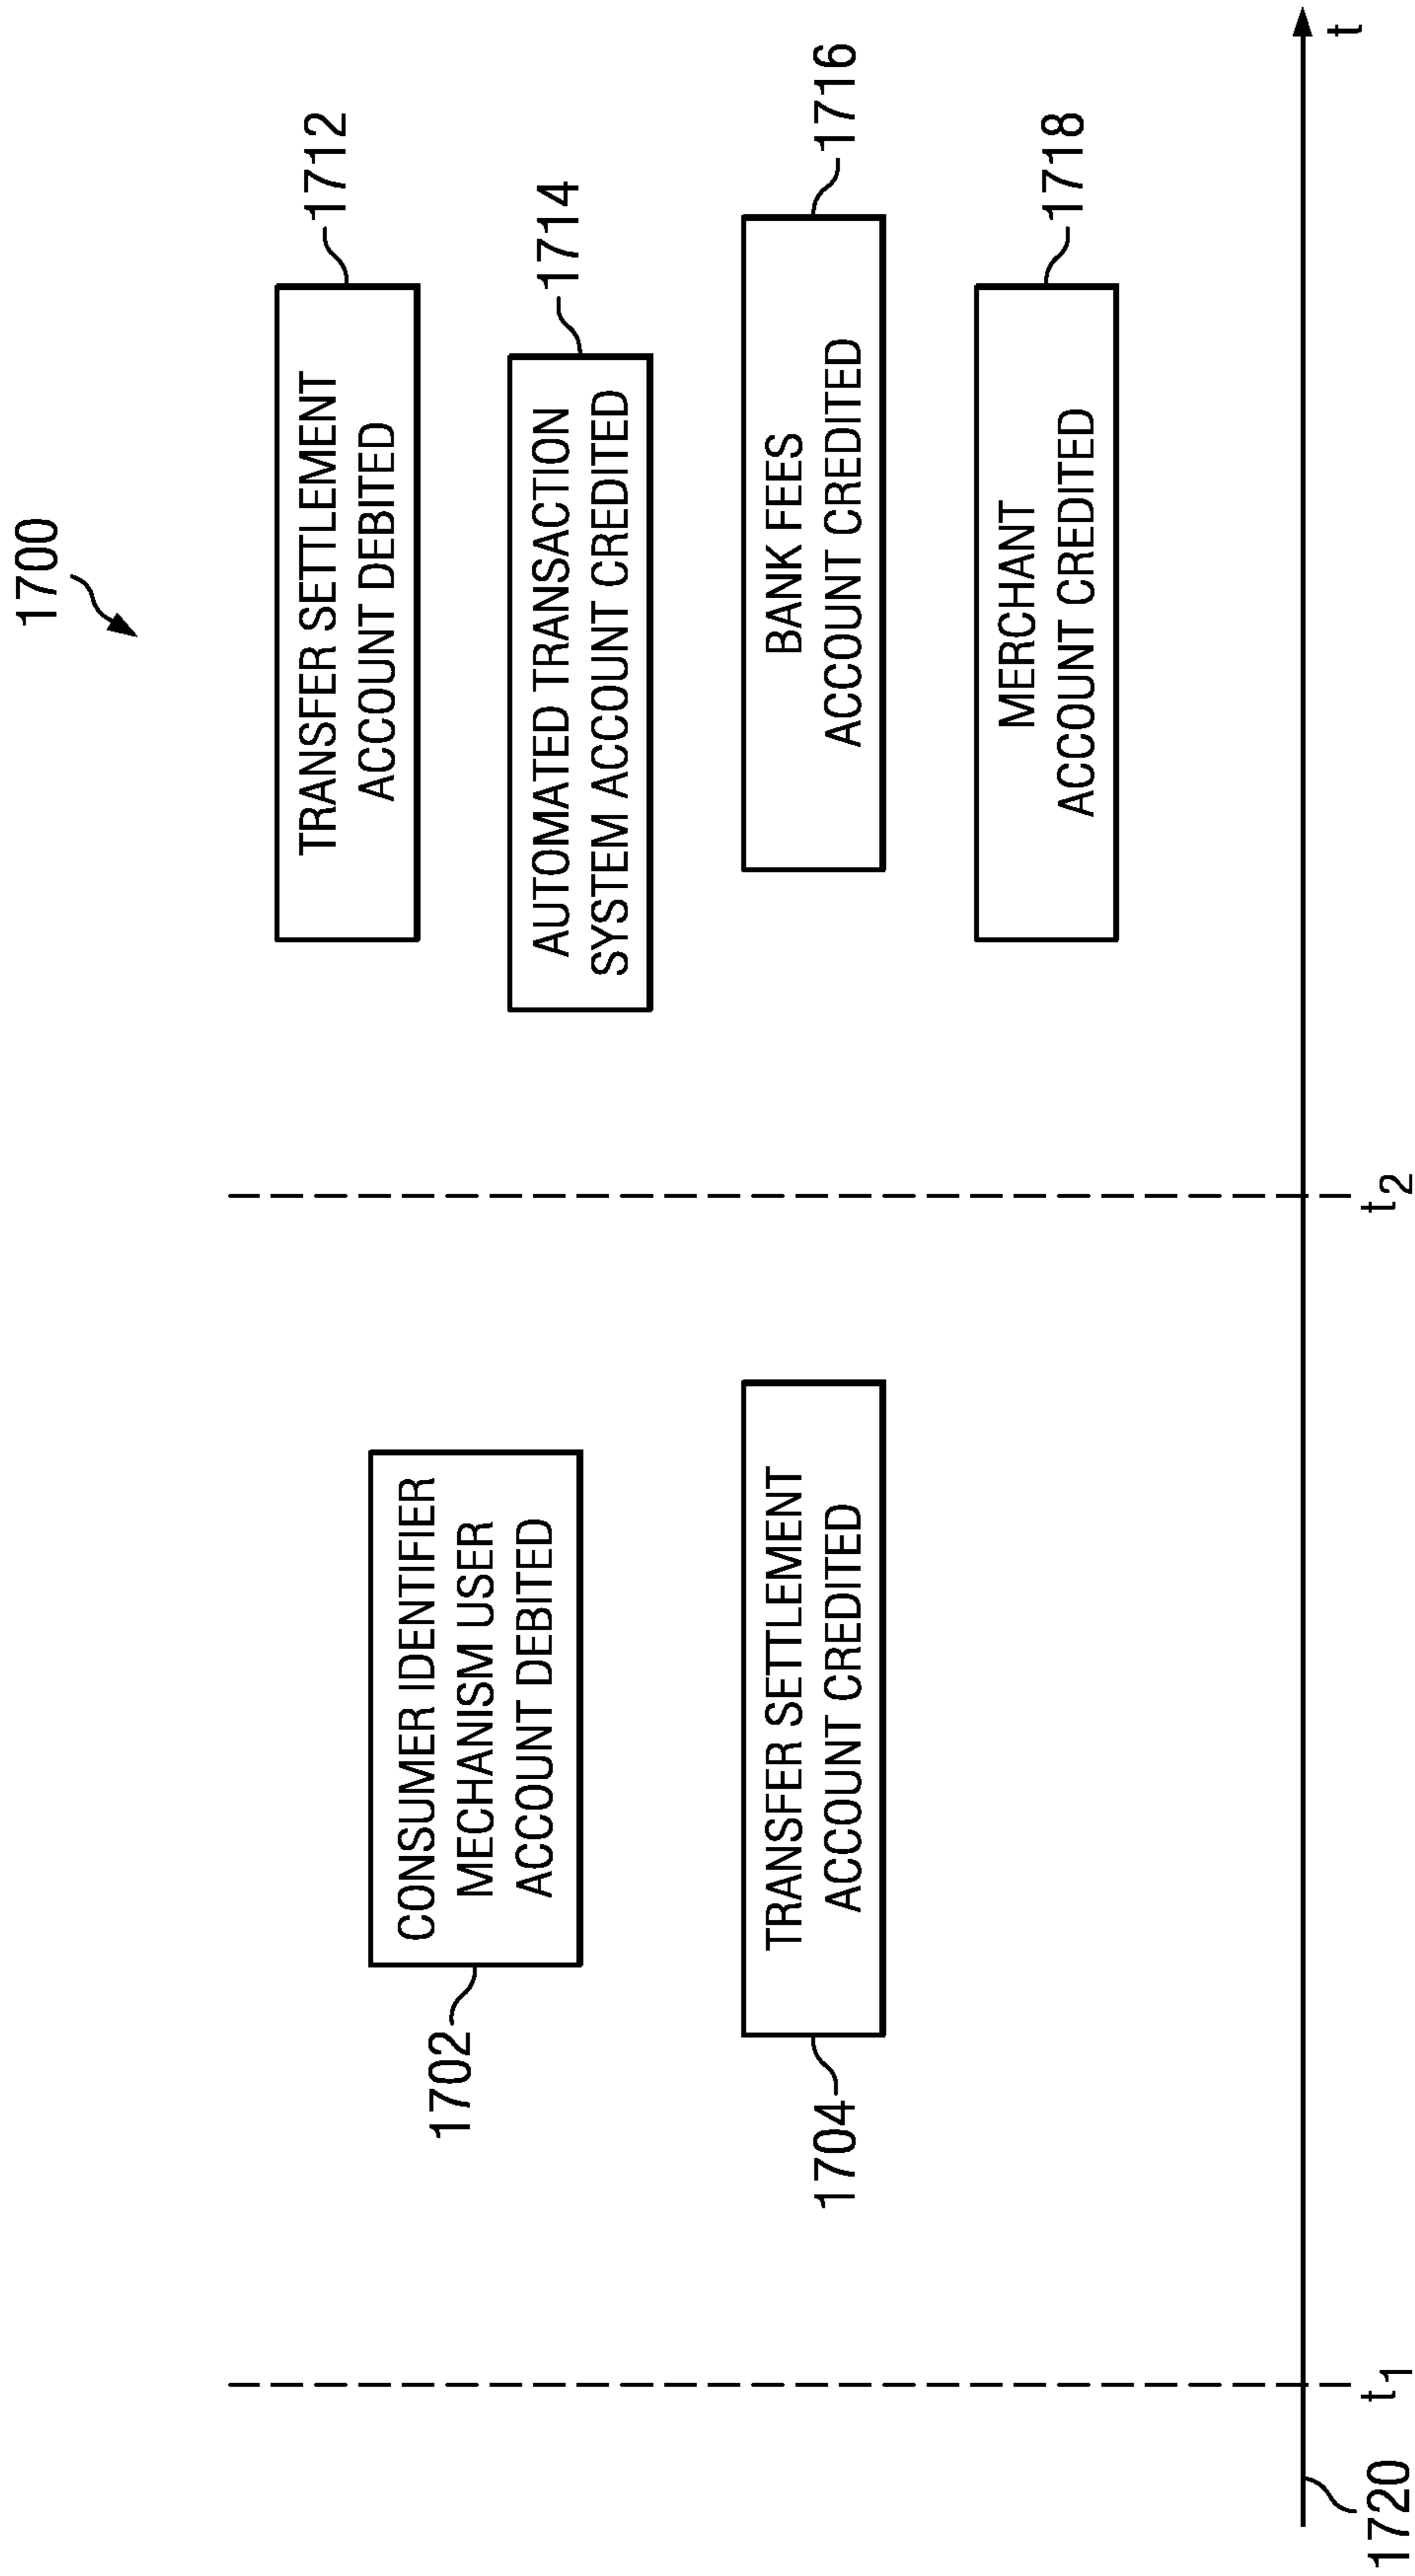 1700
CONSUMER IDENTIFIER
MECHANISM USER
ACCOUNT DEBITED
1702
TRANSFER SETTLEMENT
ACCOUNT CREDITED
1704
TRANSFER SETTLEMENT
ACCOUNT DEBITED
1712
AUTOMATED TRANSACTION
SYSTEM ACCOUNT CREDITED
1714
BANK FEES
ACCOUNT CREDITED
1716
MERCHANT
ACCOUNT CREDITED
1718
1720
t1
t2
t